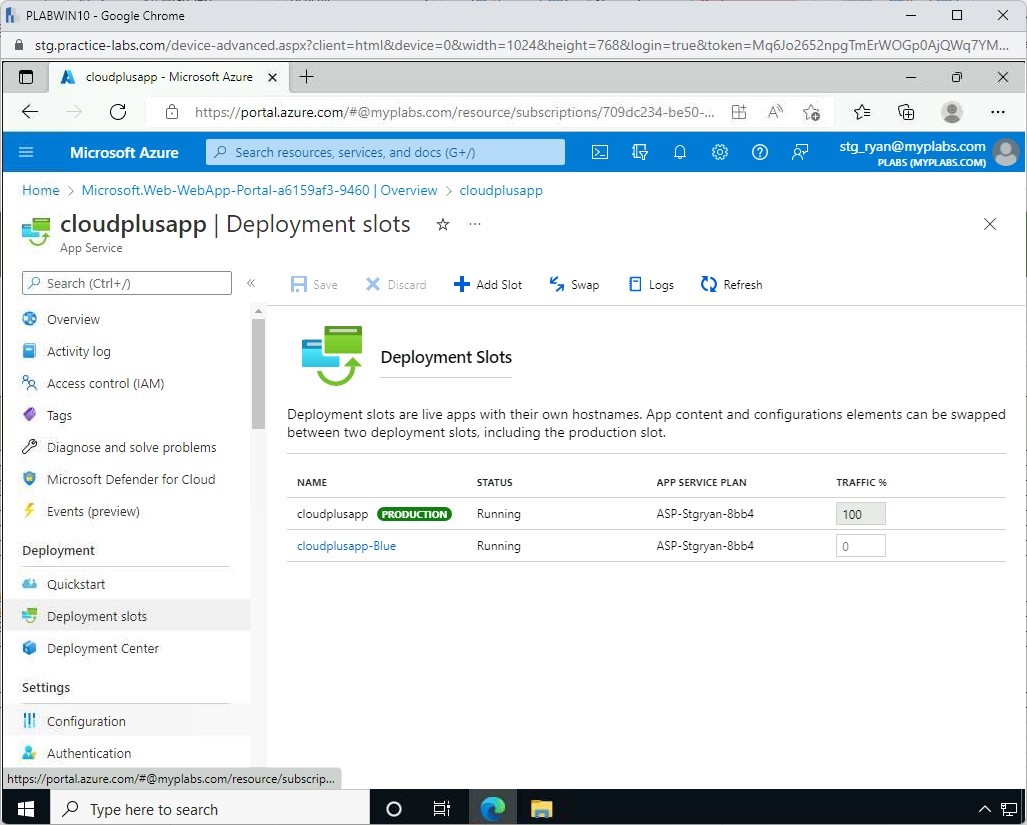 PLABWIN10 - Google Chrome
stg.practice-labs.com/device-advanced.aspx?client=html&device=0&width=1024&height=768&login=true&token=Mq6Jo2652npgTmErWOGp0AjQWq7YM...
cloudplusapp - Microsoft Azure
https://portal.azure.com/#@myplabs.com/resource/subscriptions/709dc234-be50-...
Microsoft Azure
Search resources, services, and docs (G+/)
stg_ryan@myplabs.com
PLABS (MYPLABS.COM)
Home > Microsoft.Web-WebApp-Portal-a6159af3-9460 | Overview > cloudplusapp
cloudplusapp | Deployment slots
App Service
Search (Ctrl+/)
Save Discard Add Slot Swap Logs Refresh
Overview
Activity log
Access control (IAM)
Tags
Diagnose and solve problems
Microsoft Defender for Cloud
Events (preview)
Deployment
Quickstart
Deployment slots
Deployment Center
Settings
Configuration
Authentication
Deployment Slots
Deployment slots are live apps with their own hostnames. App content and configurations elements can be swapped
between two deployment slots, including the production slot.
NAME STATUS APP SERVICE PLAN TRAFFIC %
cloudplusapp PRODUCTION Running ASP-Stgryan-8bb4 100
cloudplusapp-Blue Running ASP-Stgryan-8bb4 0
https://portal.azure.com/#@myplabs.com/resource/subscrip...
Type here to search